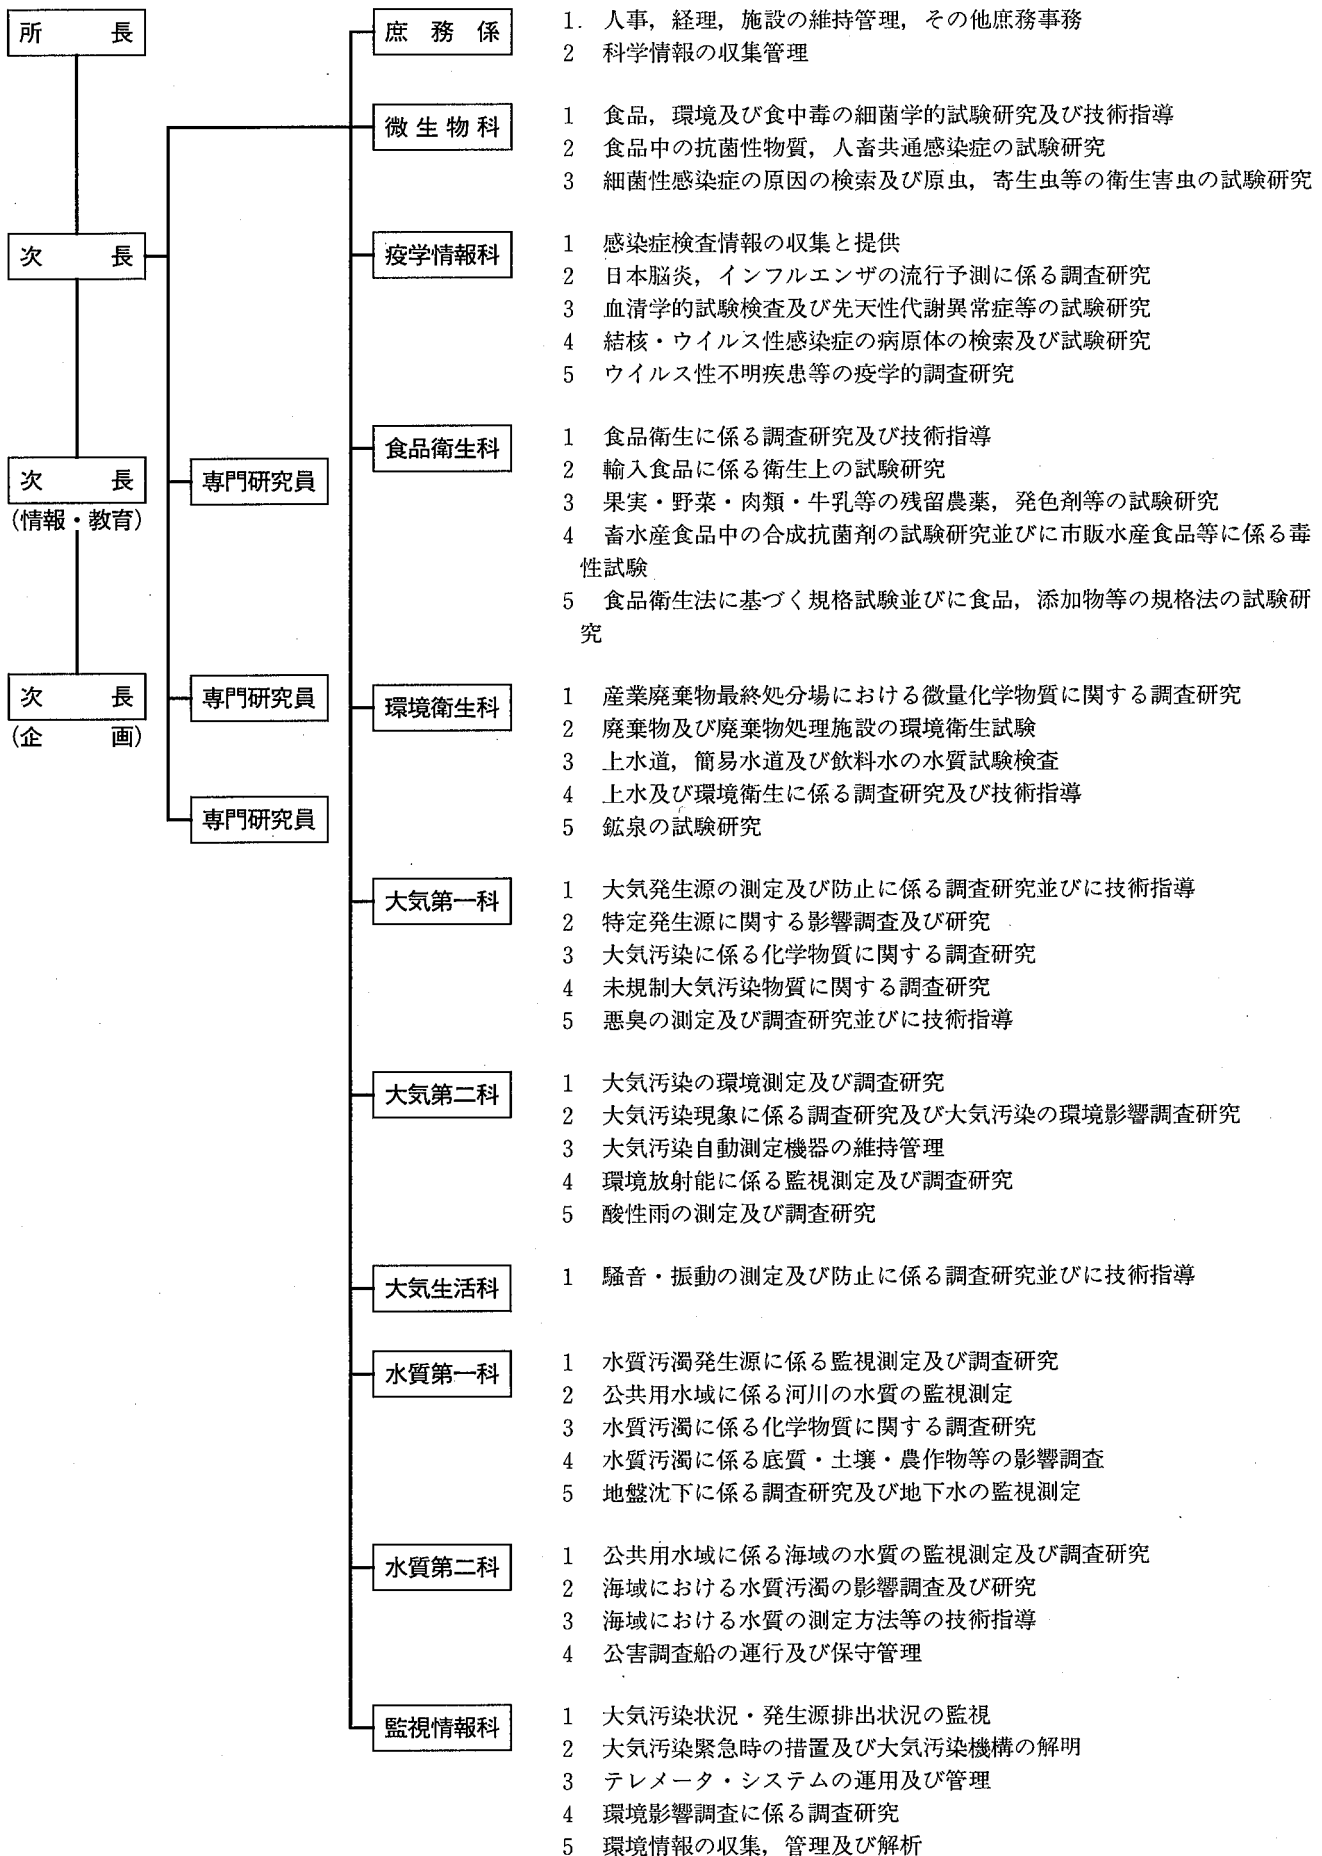 所 長
次 長
次 長
(情報・教育)
次 長
(企 画)
専門研究員
専門研究員
専門研究員
庶 務 係
1. 人事，経理，施設の維持管理，その他庶務事務
2 科学情報の収集管理
微 生 物 科
1 食品，環境及び食中毒の細菌学的試験研究及び技術指導
2 食品中の抗菌性物質，人畜共通感染症の試験研究
3 細菌性感染症の原因の検索及び原虫，寄生虫等の衛生害虫の試験研究
疫学情報科
1 感染症検査情報の収集と提供
2 日本脳炎，インフルエンザの流行予測に係る調査研究
3 血清学的試験検査及び先天性代謝異常症等の試験研究
4 結核・ウイルス性感染症の病原体の検索及び試験研究
5 ウイルス性不明疾患等の疫学的調査研究
食品衛生科
1 食品衛生に係る調査研究及び技術指導
2 輸入食品に係る衛生上の試験研究
3 果実・野菜・肉類・牛乳等の残留農薬，発色剤等の試験研究
4 畜水産食品中の合成抗菌剤の試験研究並びに市販水産食品等に係る毒
性試験
5 食品衛生法に基づく規格試験並びに食品，添加物等の規格法の試験研
究
環境衛生科
1 産業廃棄物最終処分場における微量化学物質に関する調査研究
2 廃棄物及び廃棄物処理施設の環境衛生試験
3 上水道，簡易水道及び飲料水の水質試験検査
4 上水及び環境衛生に係る調査研究及び技術指導
5 鉱泉の試験研究
大気第一科
1 大気発生源の測定及び防止に係る調査研究並びに技術指導
2 特定発生源に関する影響調査及び研究
3 大気汚染に係る化学物質に関する調査研究
4 未規制大気汚染物質に関する調査研究
5 悪臭の測定及び調査研究並びに技術指導
大気第二科
1 大気汚染の環境測定及び調査研究
2 大気汚染現象に係る調査研究及び大気汚染の環境影響調査研究
3 大気汚染自動測定機器の維持管理
4 環境放射能に係る監視測定及び調査研究
5 酸性雨の測定及び調査研究
大気生活科
1 騒音・振動の測定及び防止に係る調査研究並びに技術指導
水質第一科
1 水質汚濁発生源に係る監視測定及び調査研究
2 公共用水域に係る河川の水質の監視測定
3 水質汚濁に係る化学物質に関する調査研究
4 水質汚濁に係る底質・土壌・農作物等の影響調査
5 地盤沈下に係る調査研究及び地下水の監視測定
水質第二科
1 公共用水域に係る海域の水質の監視測定及び調査研究
2 海域における水質汚濁の影響調査及び研究
3 海域における水質の測定方法等の技術指導
4 公害調査船の運行及び保守管理
監視情報科
1 大気汚染状況・発生源排出状況の監視
2 大気汚染緊急時の措置及び大気汚染機構の解明
3 テレメータ・システムの運用及び管理
4 環境影響調査に係る調査研究
5 環境情報の収集，管理及び解析